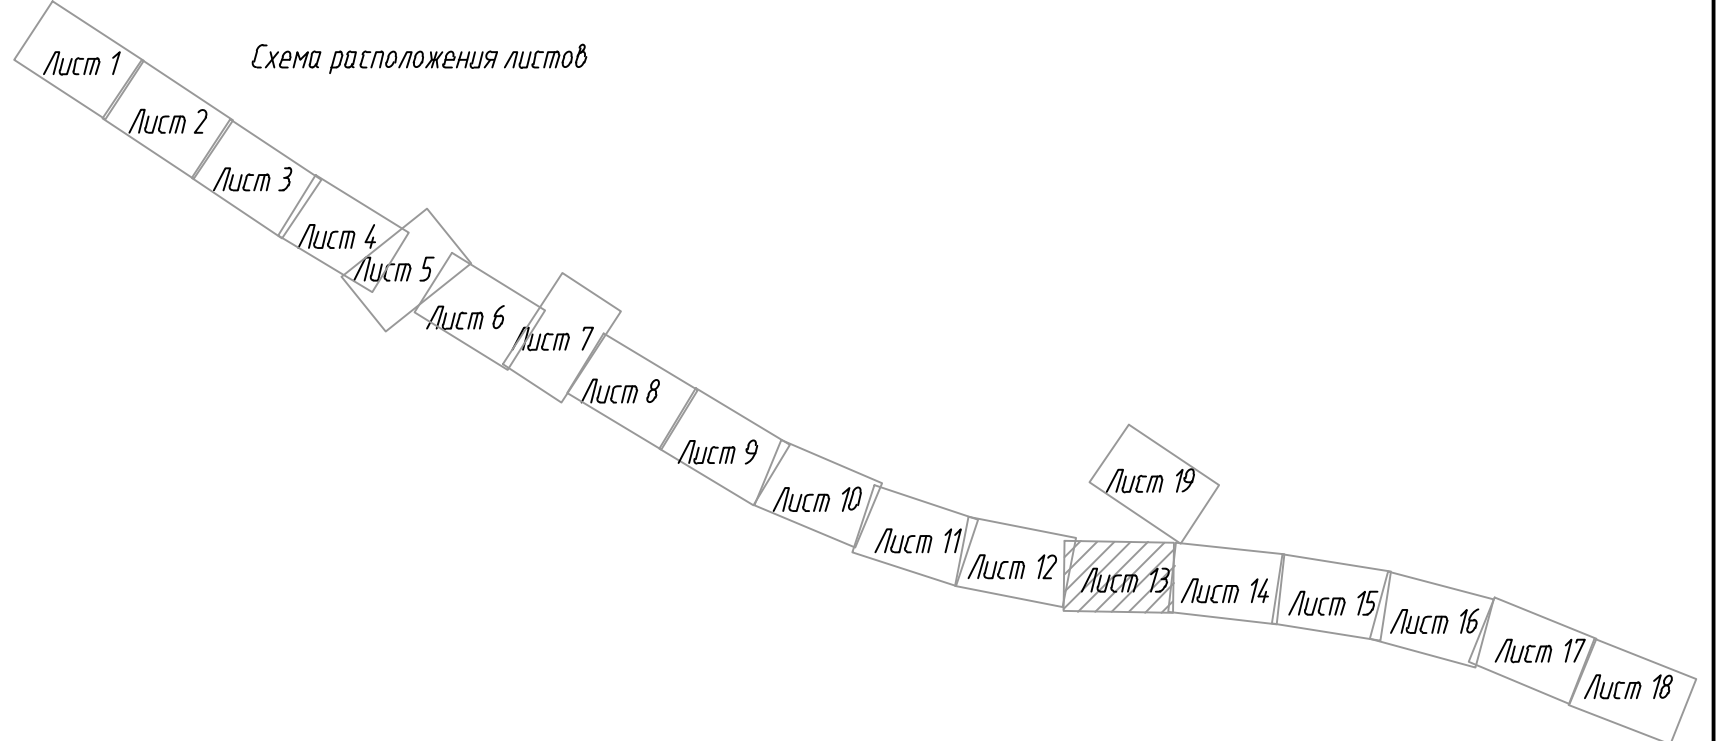 Схема расположения листов
Лист 1
Лист 2
Лист 3
Лист 4
Лист 5
Лист 6
Лист 7
Лист 8
Лист 9
Лист 10
Лист 11
Лист 12
Лист 13
Лист 14
Лист 15
Лист 16
Лист 17
Лист 18
Лист 19